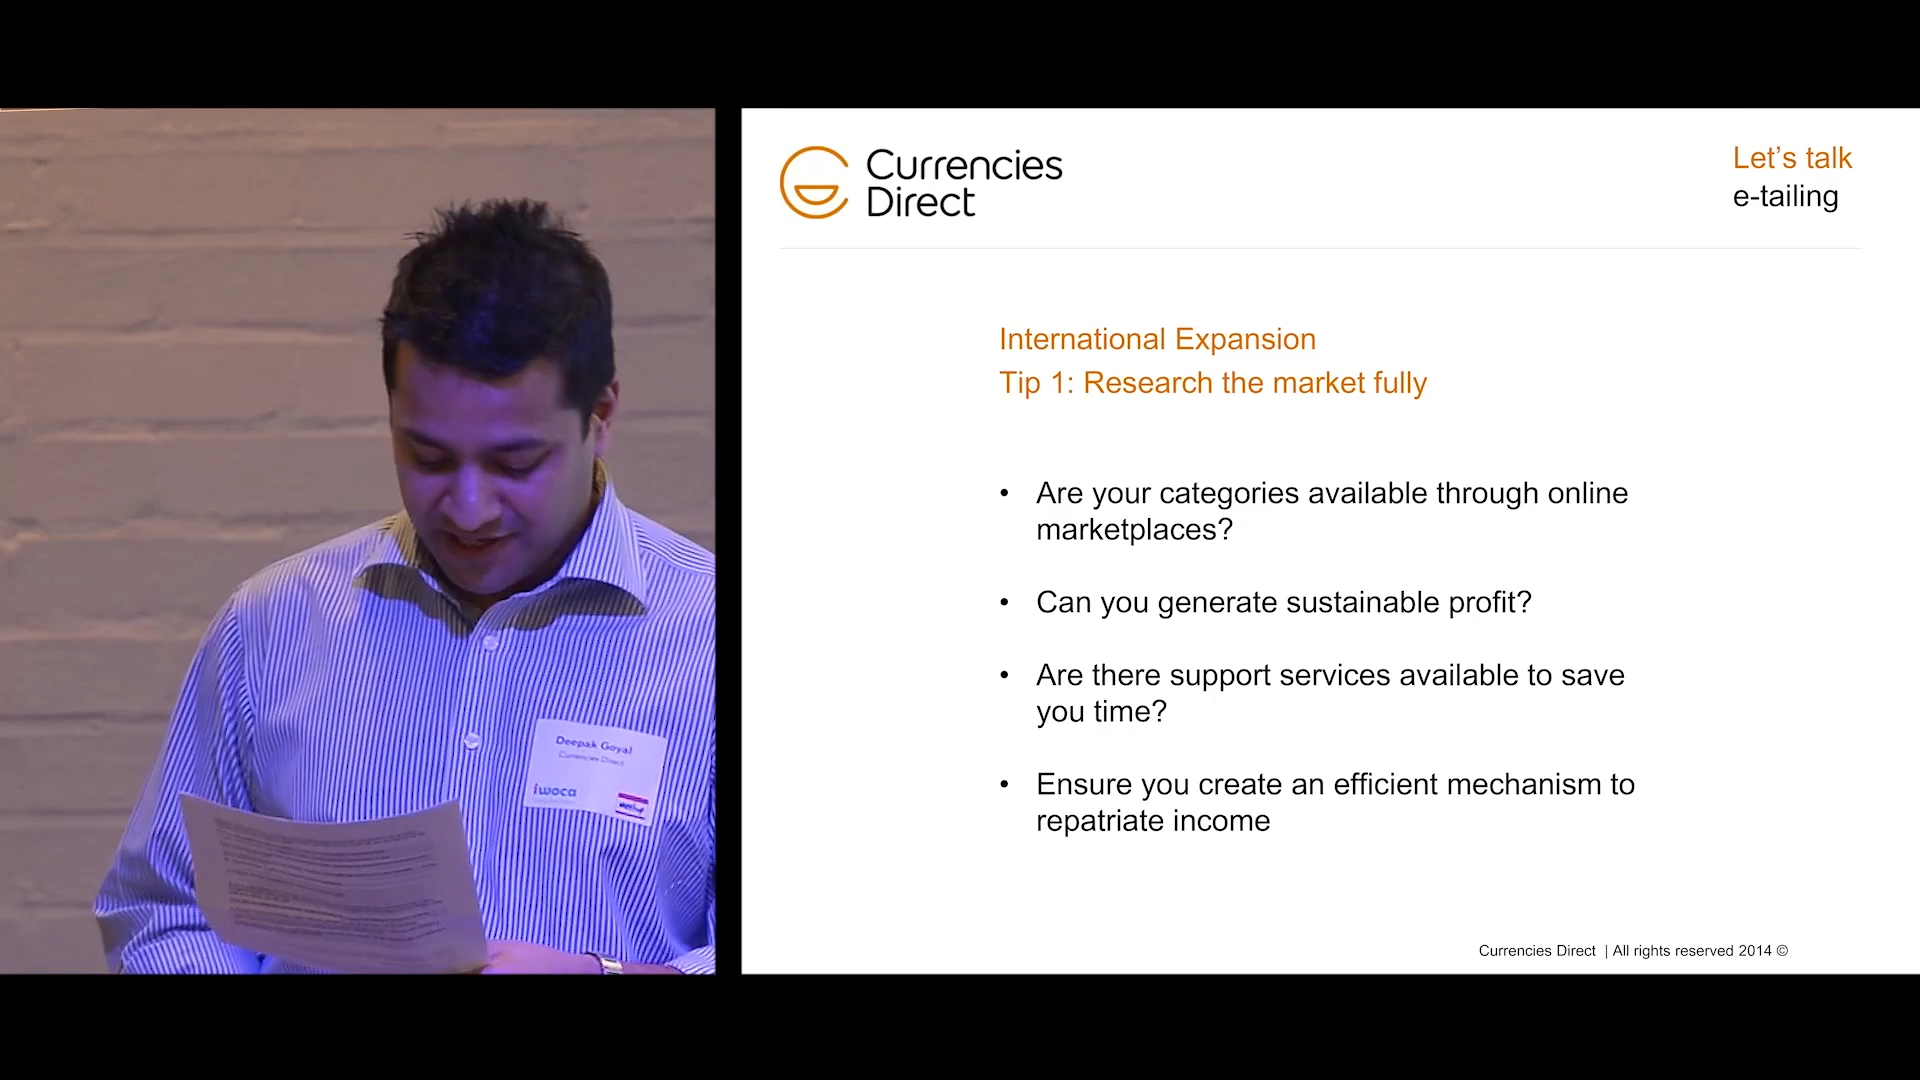 Currencies
Direct
Let's talk
e-tailing
International Expansion
Tip 1: Research the market fully
• Are your categories available through online
marketplaces?
• Can you generate sustainable profit?
• Are there support services available to save
you time?
• Ensure you create an efficient mechanism to
repatriate income
Currencies Direct | All rights reserved 2014 ©
Deepak Goyal
Currencies Direct
iwoca